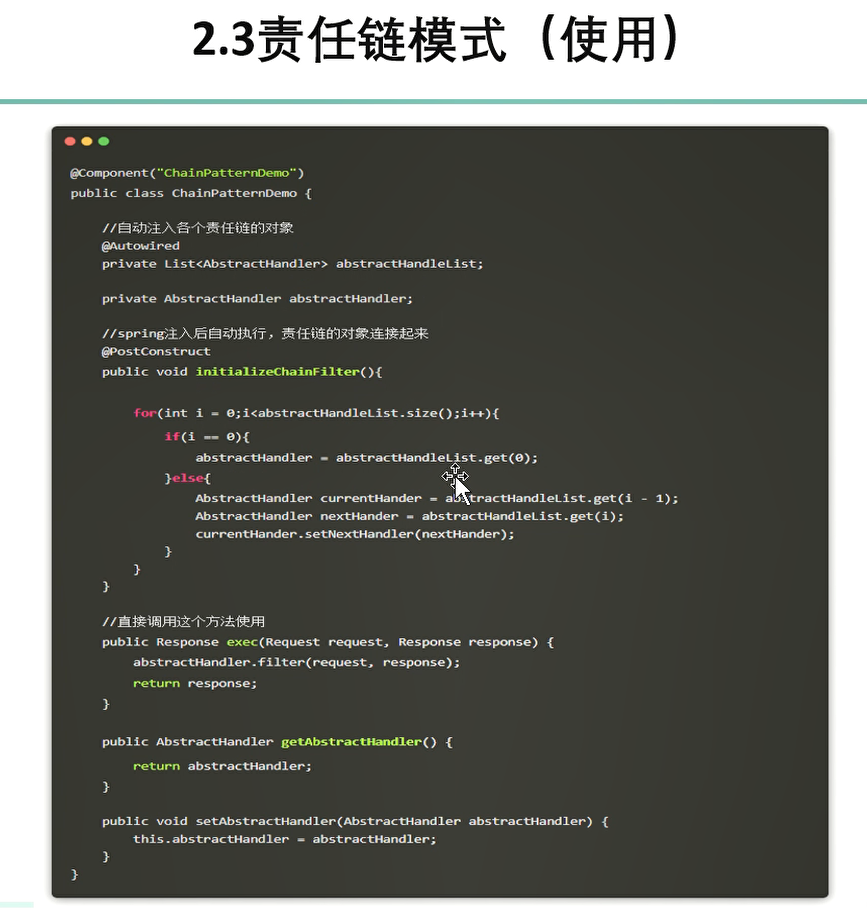 2.3责任链模式（使用）
@Component("ChainPatternDemo")
public class ChainPatternDemo {
//自动注入各个责任链的对象
@Autowired
private List<AbstractHandler> abstractHandleList;
private AbstractHandler abstractHandler;
//spring注入后自动执行，责任链的对象连接起来
@PostConstruct
public void initializeChainFilter(){
for(int i = 0;i<abstractHandleList.size();i++){
if(i == 0){
abstractHandler = abstractHandleList.get(0);
}else{
AbstractHandler currentHander = abstractHandleList.get(i - 1);
AbstractHandler nextHander = abstractHandleList.get(i);
currentHander.setNextHandler(nextHander);
}
}
}
//直接调用这个方法使用
public Response exec(Request request, Response response) {
abstractHandler.filter(request, response);
return response;
}
public AbstractHandler getAbstractHandler() {
return abstractHandler;
}
public void setAbstractHandler(AbstractHandler abstractHandler) {
this.abstractHandler = abstractHandler;
}
}